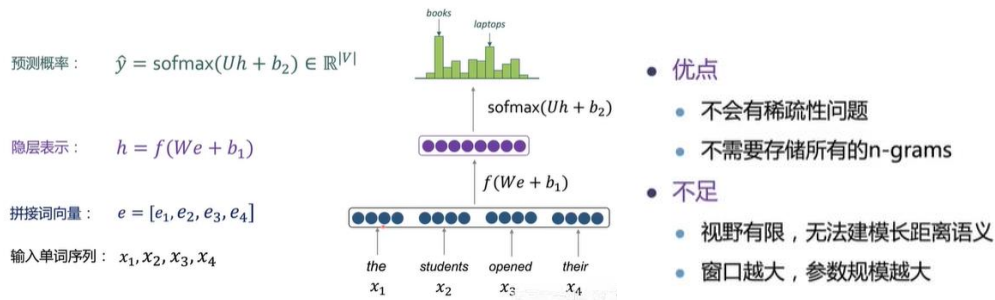 预测概率： ŷ = sofmax(Uh + b₂) ∈ ℝ|V|
隐层表示： h = f(We + b₁)
拼接词向量： e = [e₁, e₂, e₃, e₄]
输入单词序列： x₁, x₂, x₃, x₄
books
laptops
sofmax(Uh + b₂)
f(We + b₁)
the students opened their
x₁ x₂ x₃ x₄
优点
不会有稀疏性问题
不需要存储所有的n-grams
不足
视野有限，无法建模长距离语义
窗口越大，参数规模越大